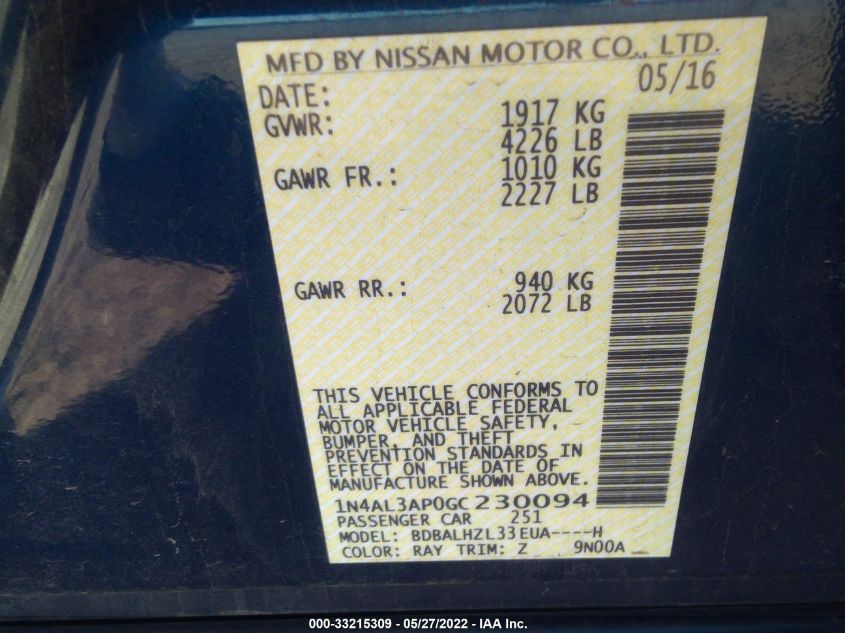 MFD BY NISSAN MOTOR CO., LTD.
DATE: 05/16
GVWR: 1917 KG
4226 LB
GAWR FR.: 1010 KG
2227 LB
GAWR RR.: 940 KG
2072 LB
THIS VEHICLE CONFORMS TO
ALL APPLICABLE FEDERAL
MOTOR VEHICLE SAFETY,
BUMPER, AND THEFT
PREVENTION STANDARDS IN
EFFECT ON THE DATE OF
MANUFACTURE SHOWN ABOVE.
1N4AL3AP0GC230094
PASSENGER CAR 251
MODEL: BDBALHZL33EUA----H
COLOR: RAY TRIM: Z 9N00A
000-33215309 - 05/27/2022 - IAA Inc.